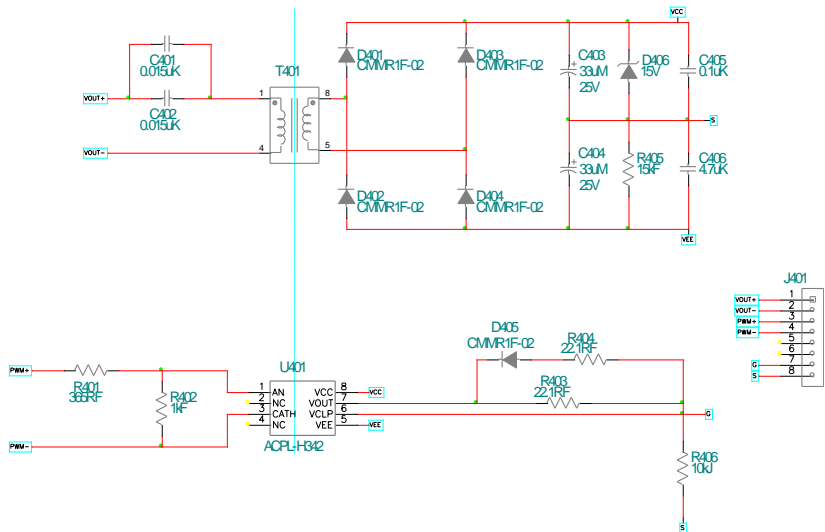 VCC
C401
0.015uK
VOUT+
C402
0.015uK
VOUT-
T401
1
8
4
5
D401
CMMR1F-02
D403
CMMR1F-02
C403
33uM
25V
D406
15V
C405
0.1uK
S
D402
CMMR1F-02
D404
CMMR1F-02
C404
33uM
25V
R405
15kF
C406
4.7uK
VEE
J401
VOUT+ 1
VOUT- 2
PWM+ 3
PWM- 4
5
6
G 7
S 8
D405
CMMR1F-02
R404
22.1RF
R403
22.1RF
PWM+
R401
365RF
R402
1kF
PWM-
U401
1 AN VCC 8 VCC
2 NC VOUT 7
3 CATH VCLP 6
4 NC VEE 5 VEE
ACPL-H342
G
R406
10kJ
S